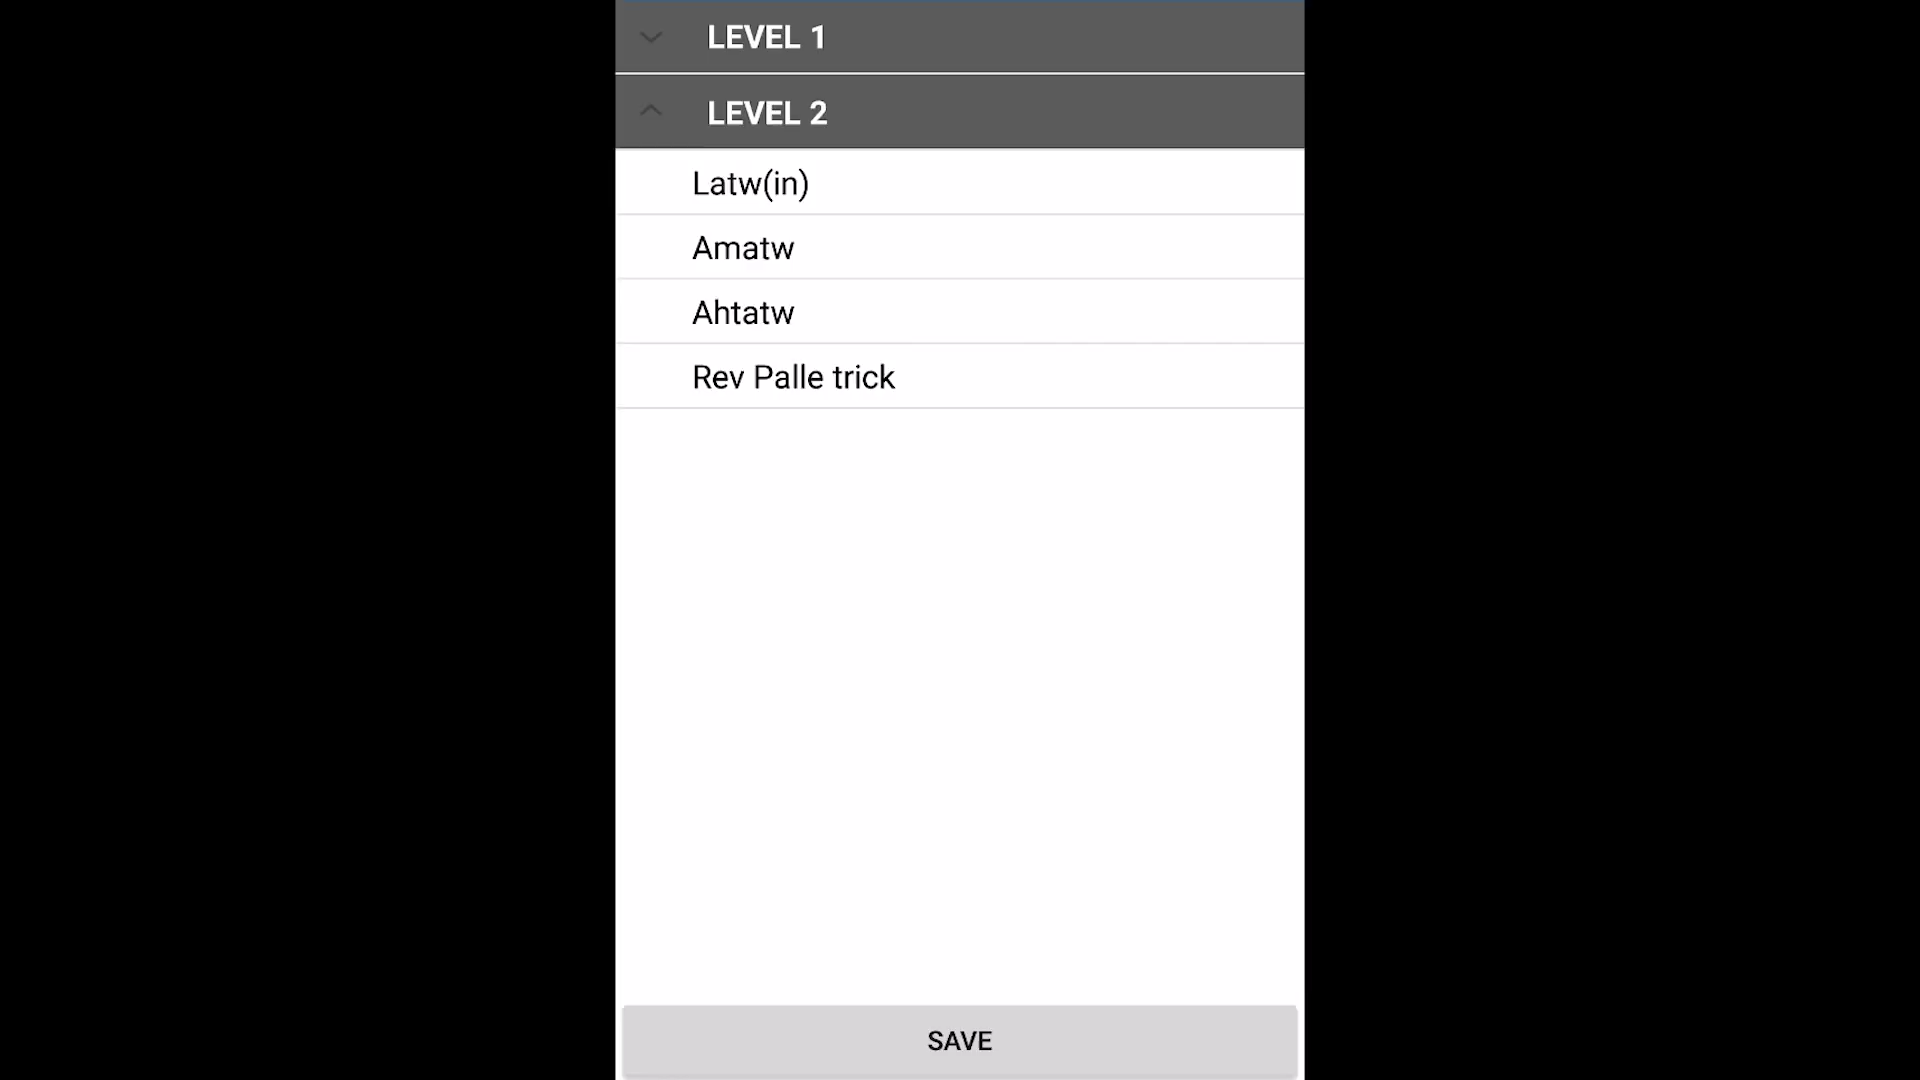 LEVEL 1
LEVEL 2
Latw(in)
Amatw
Ahtatw
Rev Palle trick
SAVE